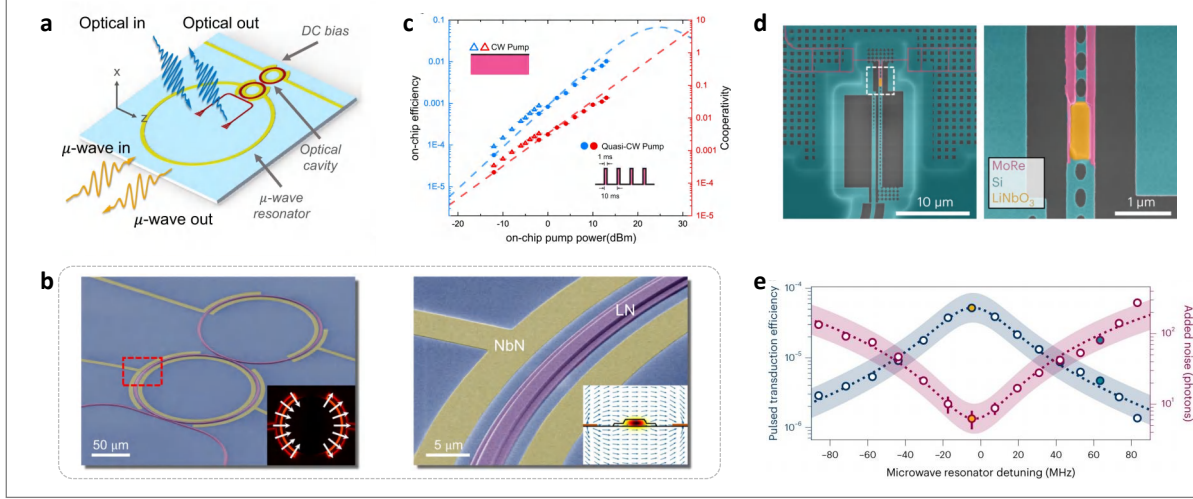 a
Optical in
Optical out
DC bias
X
Z
μ-wave in
μ-wave out
Optical
cavity
μ-wave
resonator
c
on-chip efficiency
0.1
0.01
0.001
1E-4
1E-5
CW Pump
Quasi-CW Pump
1 ms
10 ms
-20
-10
0
10
20
30
on-chip pump power(dBm)
10
1
0.1
0.01
0.001
1E-4
1E-5
Cooperativity
d
MoRe
Si
LiNbO3
10 μm
1 μm
b
50 μm
NbN
LN
5 μm
e
Pulsed transduction efficiency
10⁻⁴
10⁻⁵
10⁻⁶
−80
−60
−40
−20
0
20
40
60
80
Microwave resonator detuning (MHz)
10²
10¹
Added noise (photons)